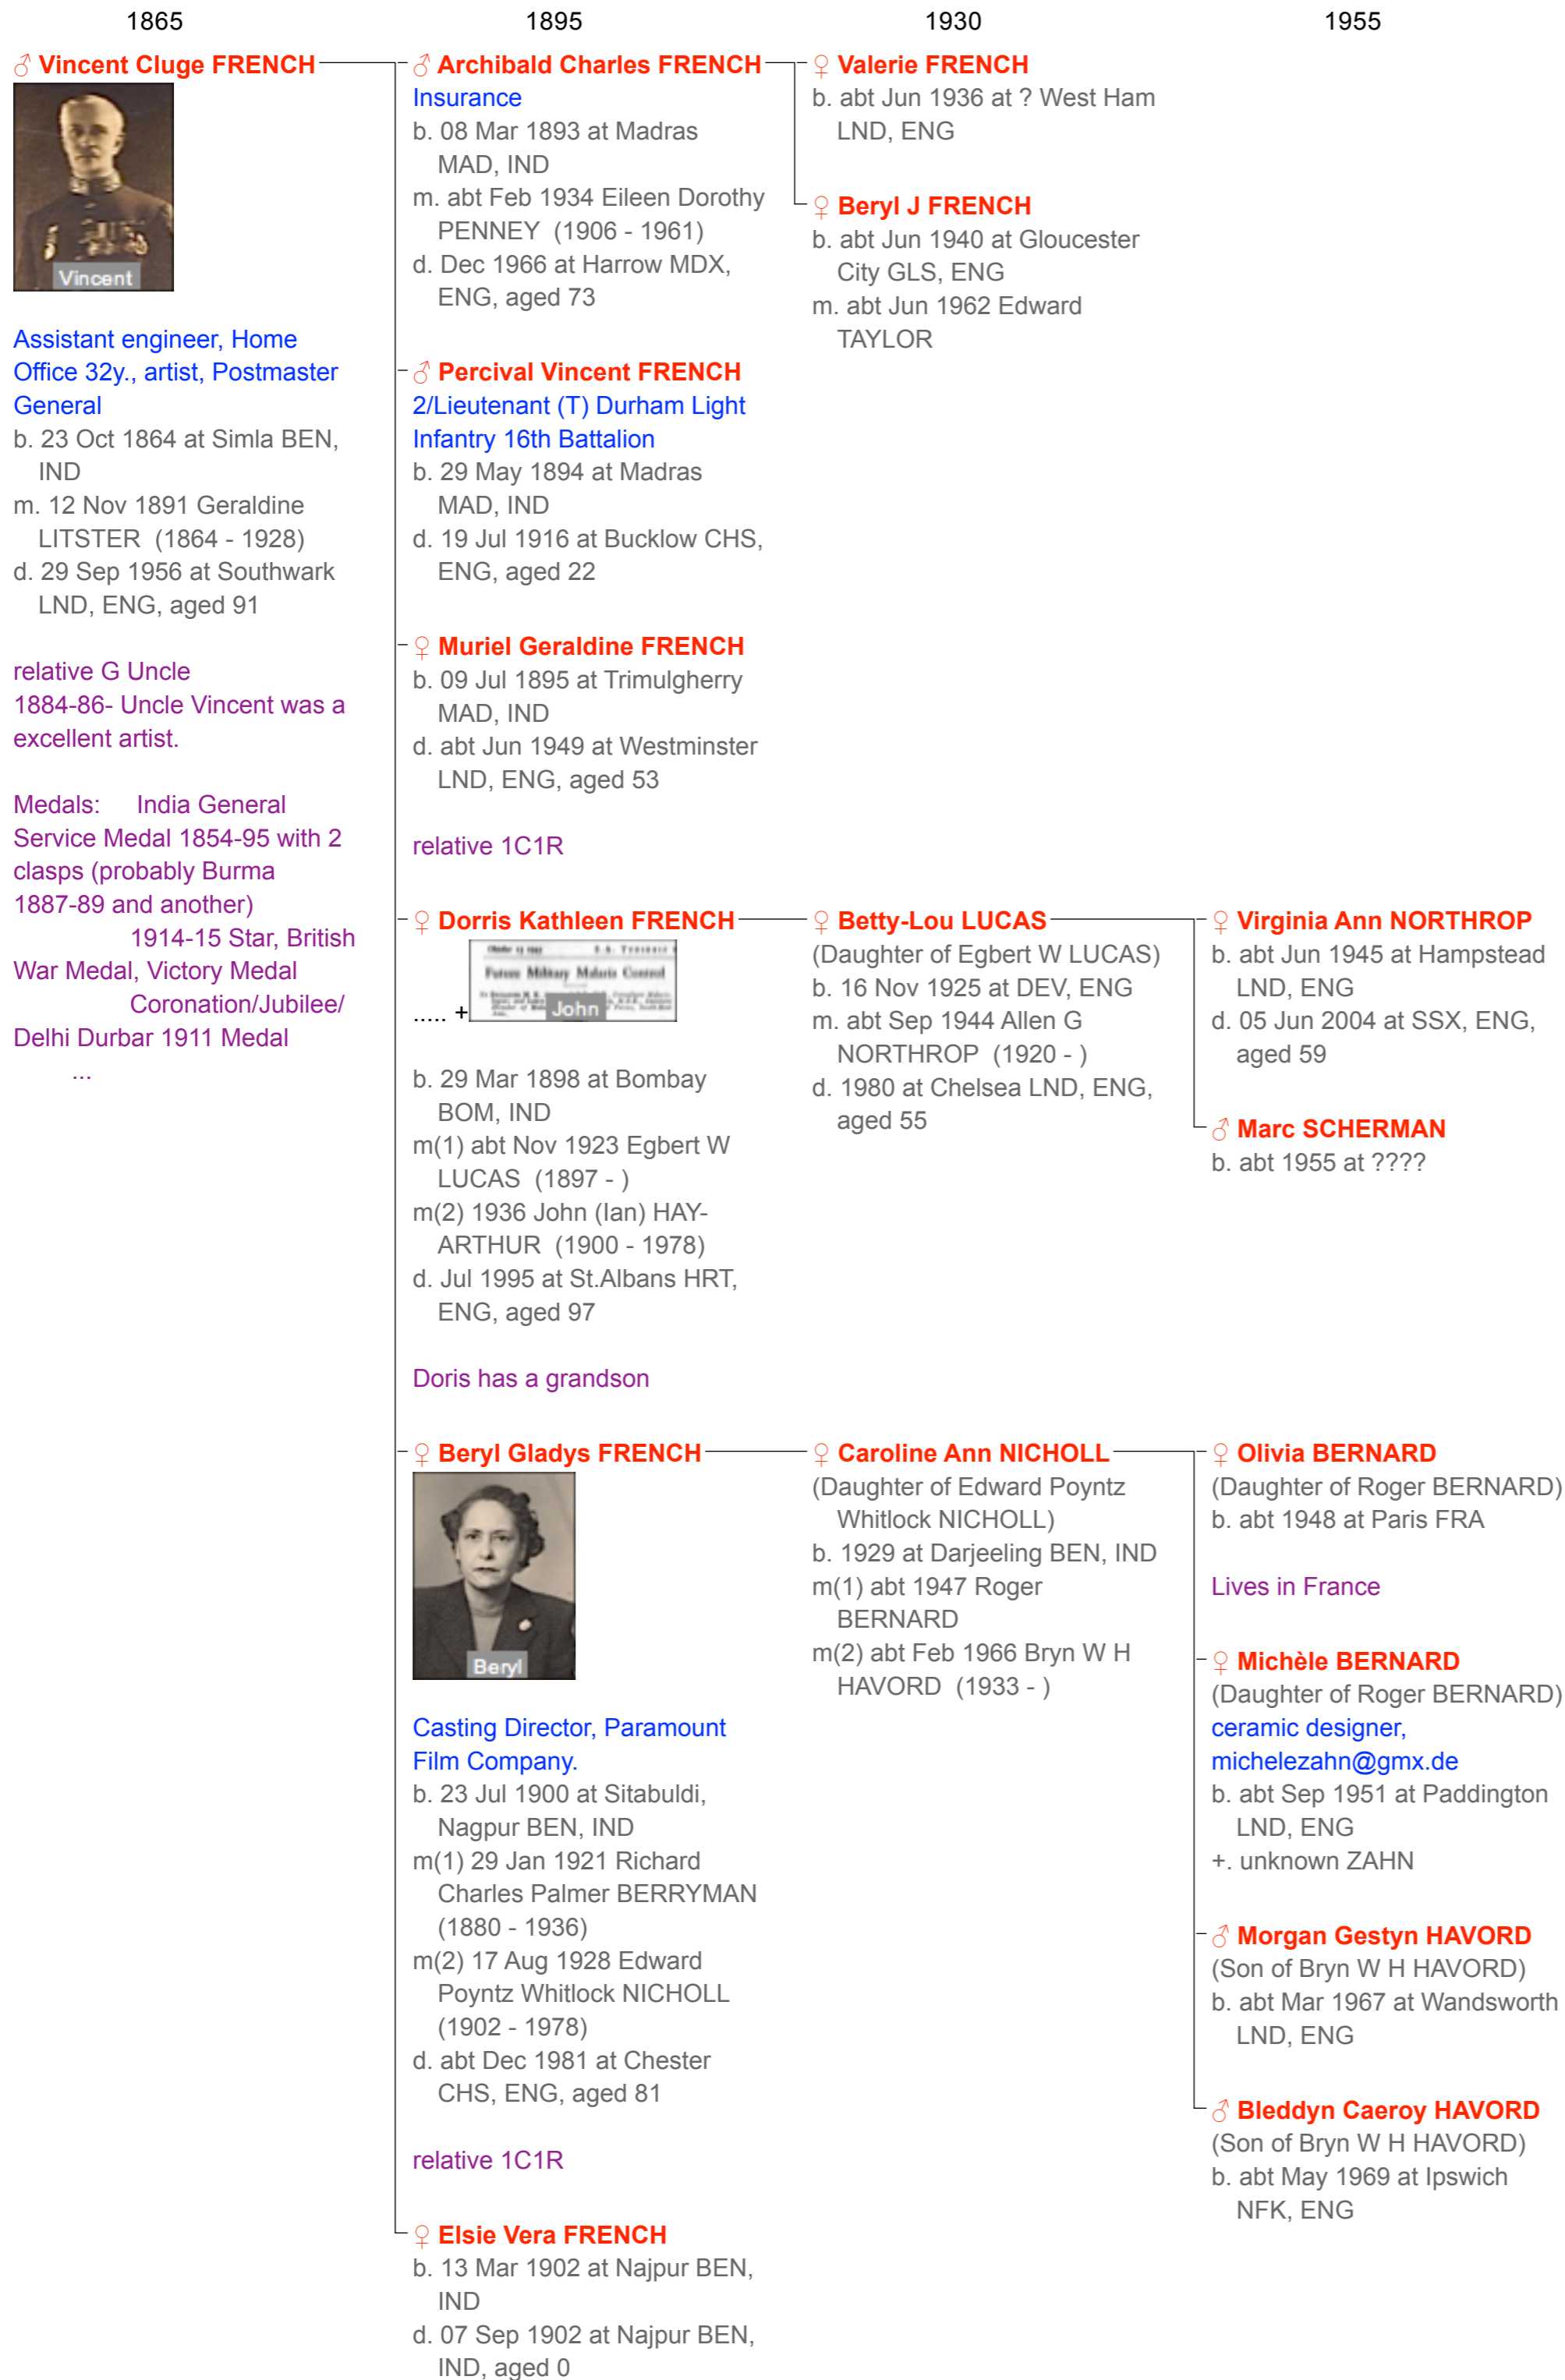 1865
1895
1930
1955
♂ Vincent Cluge FRENCH
Vincent
Assistant engineer, Home
Office 32y., artist, Postmaster
General
b. 23 Oct 1864 at Simla BEN,
IND
m. 12 Nov 1891 Geraldine
LITSTER (1864 - 1928)
d. 29 Sep 1956 at Southwark
LND, ENG, aged 91
relative G Uncle
1884-86- Uncle Vincent was a
excellent artist.
Medals: India General
Service Medal 1854-95 with 2
clasps (probably Burma
1887-89 and another)
1914-15 Star, British
War Medal, Victory Medal
Coronation/Jubilee/
Delhi Durbar 1911 Medal
...
♂ Archibald Charles FRENCH
Insurance
b. 08 Mar 1893 at Madras
MAD, IND
m. abt Feb 1934 Eileen Dorothy
PENNEY (1906 - 1961)
d. Dec 1966 at Harrow MDX,
ENG, aged 73
♂ Percival Vincent FRENCH
2/Lieutenant (T) Durham Light
Infantry 16th Battalion
b. 29 May 1894 at Madras
MAD, IND
d. 19 Jul 1916 at Bucklow CHS,
ENG, aged 22
♀ Muriel Geraldine FRENCH
b. 09 Jul 1895 at Trimulgherry
MAD, IND
d. abt Jun 1949 at Westminster
LND, ENG, aged 53
relative 1C1R
♀ Dorris Kathleen FRENCH
Future Military Malaria Control
John
..... +
b. 29 Mar 1898 at Bombay
BOM, IND
m(1) abt Nov 1923 Egbert W
LUCAS (1897 - )
m(2) 1936 John (Ian) HAY-
ARTHUR (1900 - 1978)
d. Jul 1995 at St.Albans HRT,
ENG, aged 97
Doris has a grandson
♀ Beryl Gladys FRENCH
Beryl
Casting Director, Paramount
Film Company.
b. 23 Jul 1900 at Sitabuldi,
Nagpur BEN, IND
m(1) 29 Jan 1921 Richard
Charles Palmer BERRYMAN
(1880 - 1936)
m(2) 17 Aug 1928 Edward
Poyntz Whitlock NICHOLL
(1902 - 1978)
d. abt Dec 1981 at Chester
CHS, ENG, aged 81
relative 1C1R
♀ Elsie Vera FRENCH
b. 13 Mar 1902 at Najpur BEN,
IND
d. 07 Sep 1902 at Najpur BEN,
IND, aged 0
♀ Valerie FRENCH
b. abt Jun 1936 at ? West Ham
LND, ENG
♀ Beryl J FRENCH
b. abt Jun 1940 at Gloucester
City GLS, ENG
m. abt Jun 1962 Edward
TAYLOR
♀ Betty-Lou LUCAS
(Daughter of Egbert W LUCAS)
b. 16 Nov 1925 at DEV, ENG
m. abt Sep 1944 Allen G
NORTHROP (1920 - )
d. 1980 at Chelsea LND, ENG,
aged 55
♀ Caroline Ann NICHOLL
(Daughter of Edward Poyntz
Whitlock NICHOLL)
b. 1929 at Darjeeling BEN, IND
m(1) abt 1947 Roger
BERNARD
m(2) abt Feb 1966 Bryn W H
HAVORD (1933 - )
♀ Virginia Ann NORTHROP
b. abt Jun 1945 at Hampstead
LND, ENG
d. 05 Jun 2004 at SSX, ENG,
aged 59
♂ Marc SCHERMAN
b. abt 1955 at ????
♀ Olivia BERNARD
(Daughter of Roger BERNARD)
b. abt 1948 at Paris FRA
Lives in France
♀ Michèle BERNARD
(Daughter of Roger BERNARD)
ceramic designer,
michelezahn@gmx.de
b. abt Sep 1951 at Paddington
LND, ENG
+. unknown ZAHN
♂ Morgan Gestyn HAVORD
(Son of Bryn W H HAVORD)
b. abt Mar 1967 at Wandsworth
LND, ENG
♂ Bleddyn Caeroy HAVORD
(Son of Bryn W H HAVORD)
b. abt May 1969 at Ipswich
NFK, ENG